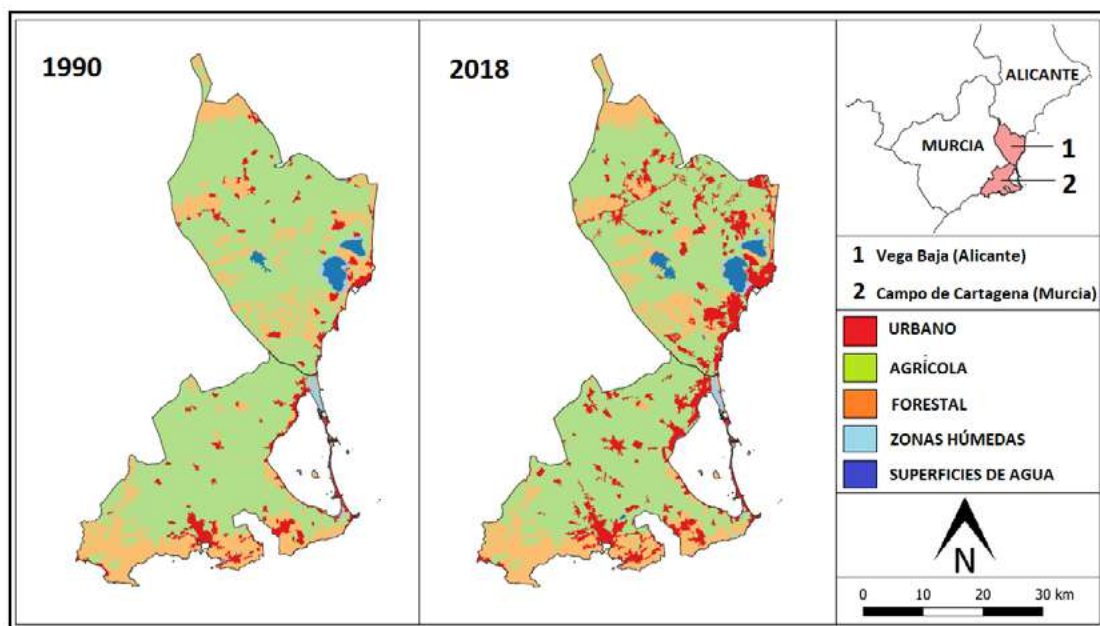 1990
2018
ALICANTE
MURCIA
1
2
1 Vega Baja (Alicante)
2 Campo de Cartagena (Murcia)
URBANO
AGRÍCOLA
FORESTAL
ZONAS HÚMEDAS
SUPERFICIES DE AGUA
N
0 10 20 30 km